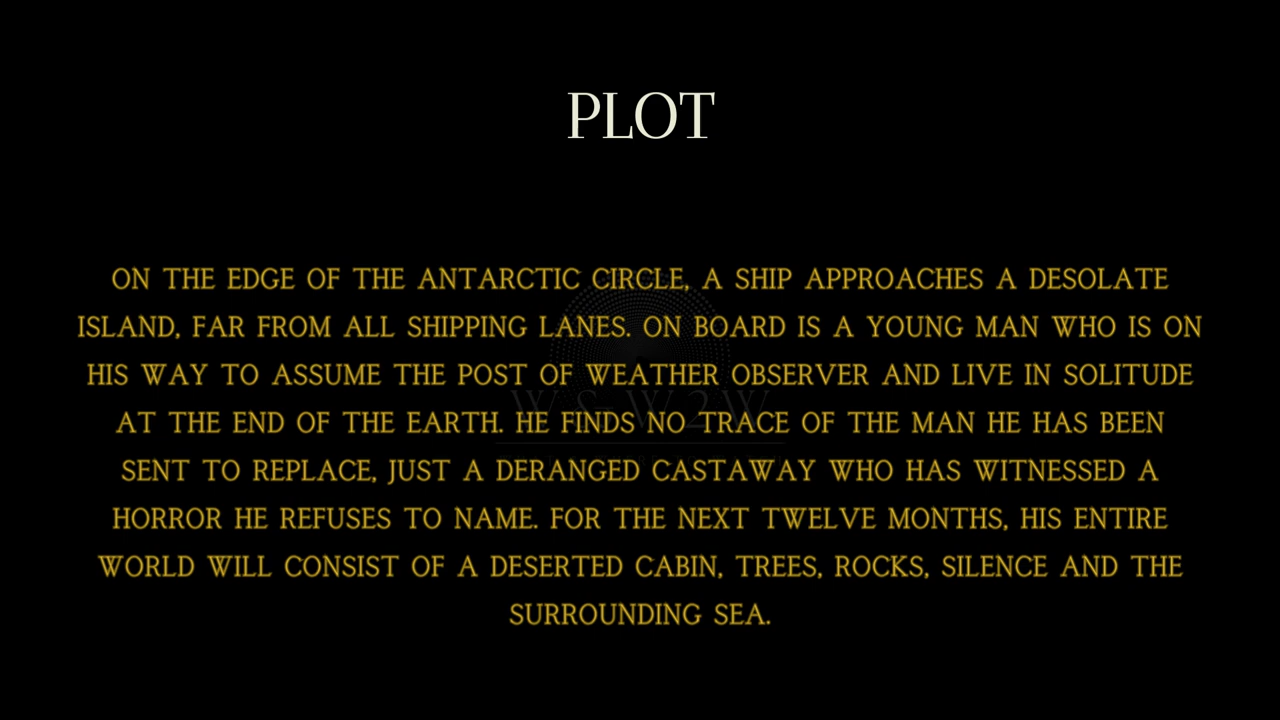 PLOT
ON THE EDGE OF THE ANTARCTIC CIRCLE, A SHIP APPROACHES A DESOLATE
ISLAND, FAR FROM ALL SHIPPING LANES. ON BOARD IS A YOUNG MAN WHO IS ON
HIS WAY TO ASSUME THE POST OF WEATHER OBSERVER AND LIVE IN SOLITUDE
AT THE END OF THE EARTH. HE FINDS NO TRACE OF THE MAN HE HAS BEEN
SENT TO REPLACE, JUST A DERANGED CASTAWAY WHO HAS WITNESSED A
HORROR HE REFUSES TO NAME. FOR THE NEXT TWELVE MONTHS, HIS ENTIRE
WORLD WILL CONSIST OF A DESERTED CABIN, TREES, ROCKS, SILENCE AND THE
SURROUNDING SEA.